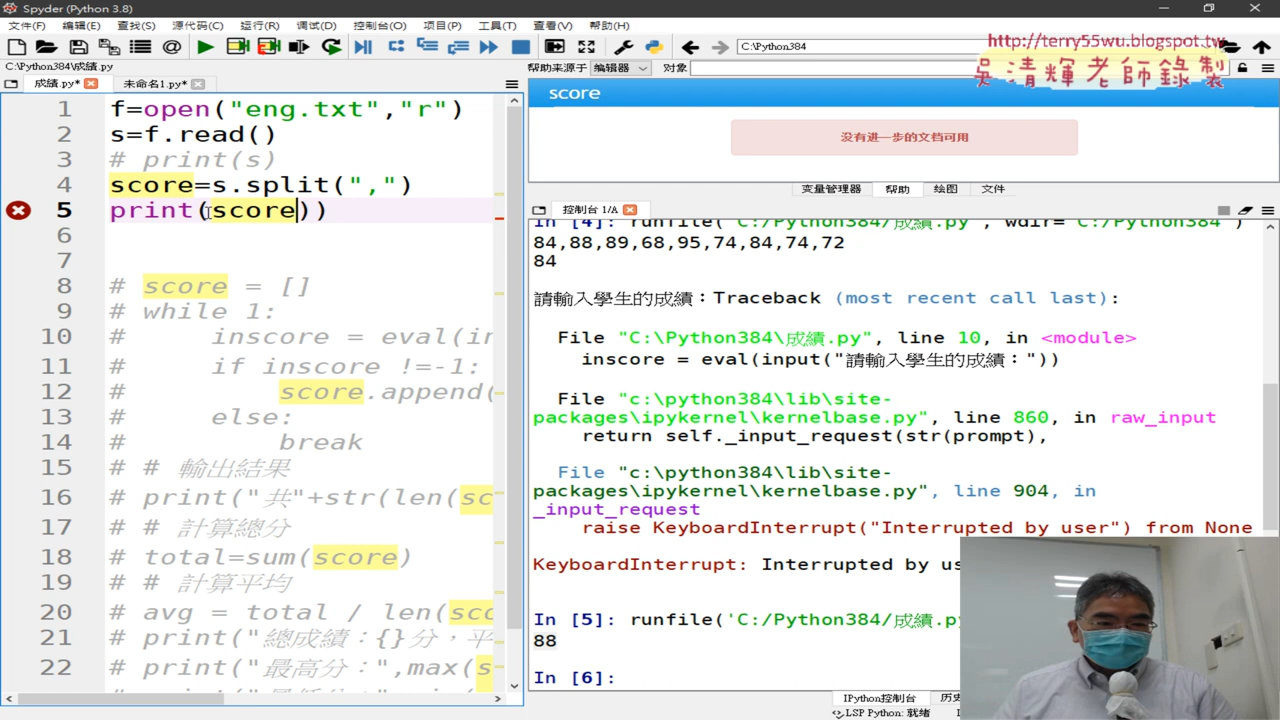 Spyder (Python 3.8)
文件(F) 编辑(E) 查找(S) 源代码(C) 运行(R) 调试(D) 控制台(O) 项目(P) 工具(T) 查看(V) 帮助(H)
C:\Python384
http://terry55wu.blogspot.tw
吳清輝老師錄製
C:\Python384\成績.py
帮助来源于 编辑器 对象
成績.py* 未命名1.py*
score
没有进一步的文档可用
变量管理器 帮助 绘图 文件
1 f=open("eng.txt","r")
2 s=f.read()
3 # print(s)
4 score=s.split(",")
5 print(score))
6
7
8 # score = []
9 # while 1:
10 # inscore = eval(in
11 # if inscore !=-1:
12 # score.append(
13 # else:
14 # break
15 # # 輸出結果
16 # print("共"+str(len(sc
17 # # 計算總分
18 # total=sum(score)
19 # # 計算平均
20 # avg = total / len(sco
21 # print("總成績：{}分，平
22 # print("最高分：",max(s
控制台 1/A
In [4]: runfile('C:/Python384/成績.py', wdir='C:/Python384')
84,88,89,68,95,74,84,74,72
84
請輸入學生的成績：Traceback (most recent call last):
File "C:\Python384\成績.py", line 10, in <module>
inscore = eval(input("請輸入學生的成績："))
File "c:\python384\lib\site-
packages\ipykernel\kernelbase.py", line 860, in raw_input
return self._input_request(str(prompt),
File "c:\python384\lib\site-
packages\ipykernel\kernelbase.py", line 904, in
_input_request
raise KeyboardInterrupt("Interrupted by user") from None
KeyboardInterrupt: Interrupted by us
In [5]: runfile('C:/Python384/成績.py
88
In [6]:
IPython控制台 历史
LSP Python: 就绪